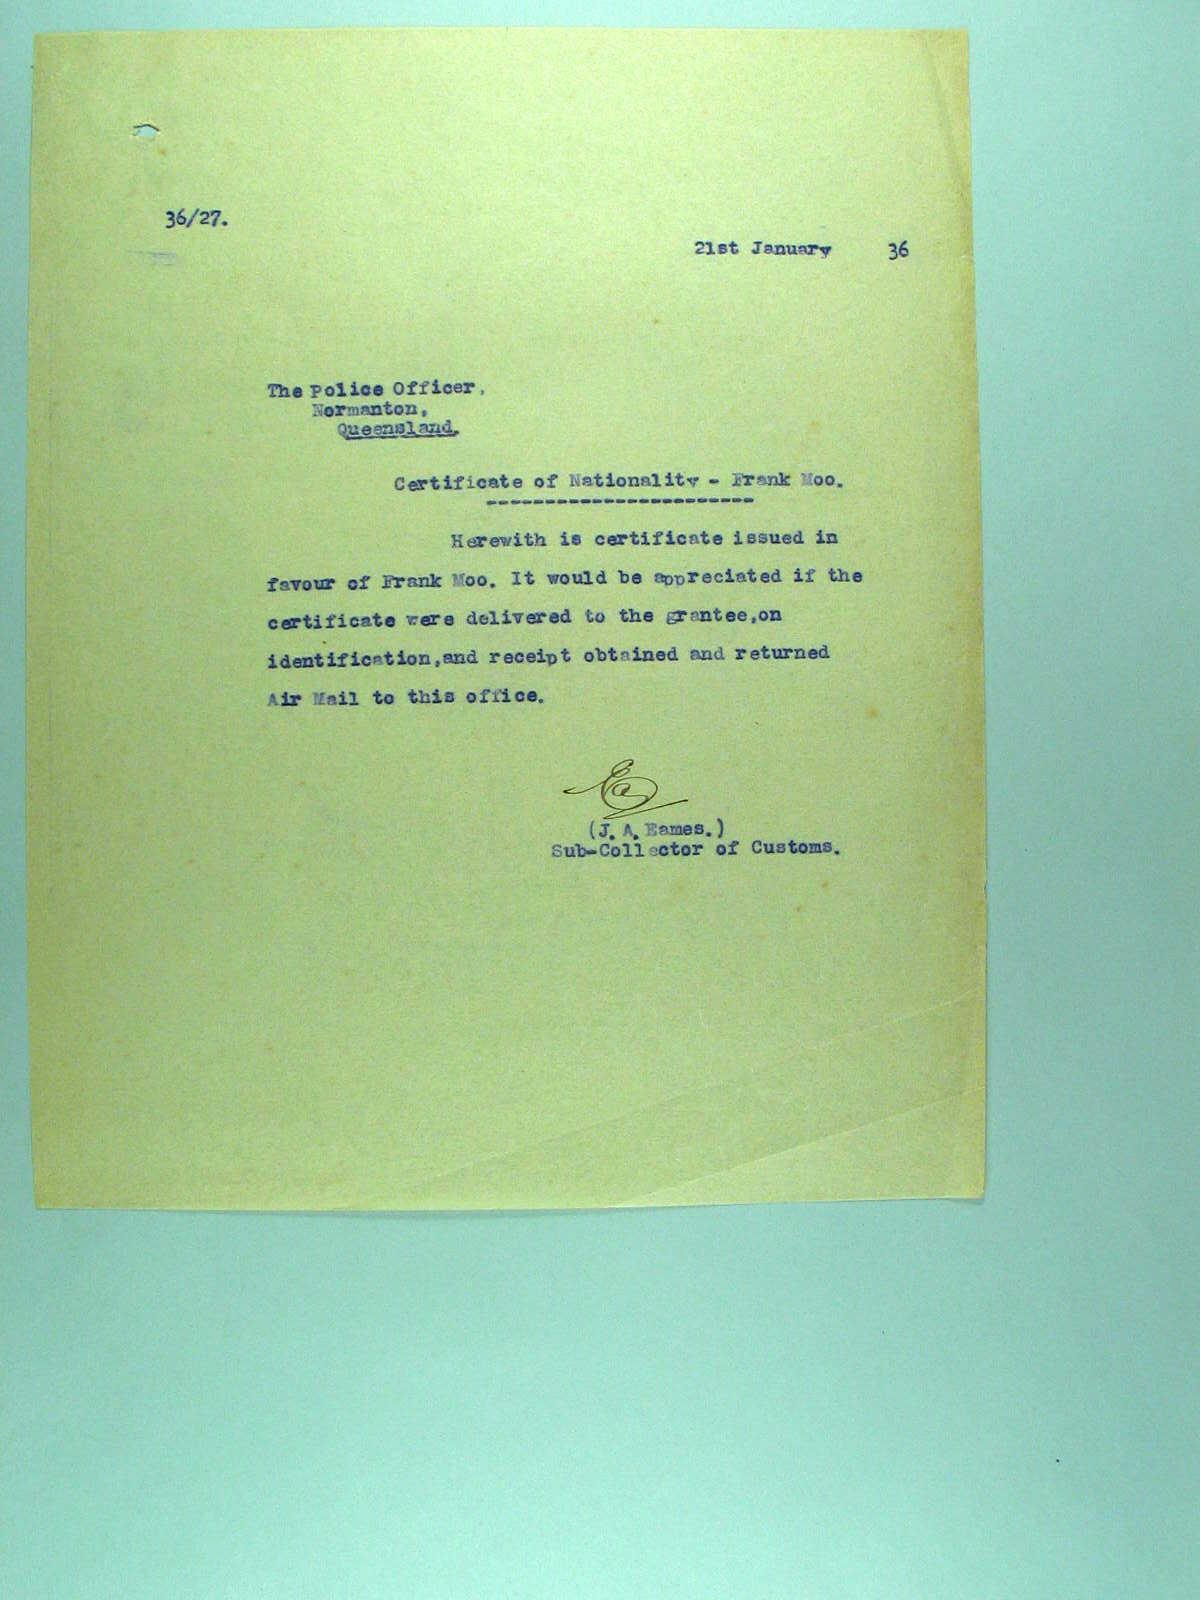 36/27.
21st January 36
The Police Officer,
Normanton,
Queensland.
Certificate of Nationality - Frank Moo.
-----------------------
Herewith is certificate issued in
favour of Frank Moo. It would be appreciated if the
certificate were delivered to the grantee,on
identification,and receipt obtained and returned
Air Mail to this office.
(J. A. Eames.)
Sub-Collector of Customs.